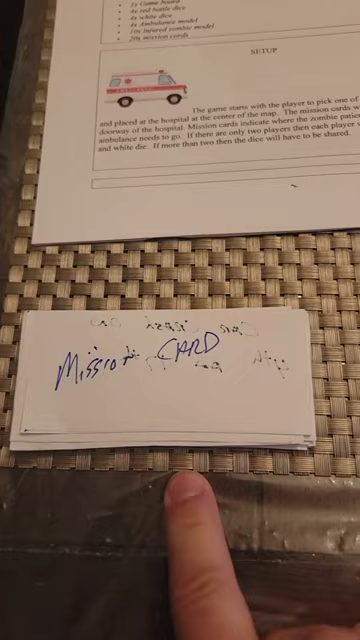 1x Game board
4x red battle dice
4x white dice
4x Ambulance model
10x Injured zombie model
20x mission cards
SETUP
AMBULANCE
The game starts with the player to pick one of
and placed at the hospital at the center of the map. The mission cards w
doorway of the hospital. Mission cards indicate where the zombie patien
ambulance needs to go. If there are only two players then each player w
and white die. If more than two then the dice will have to be shared.
Mission CARD